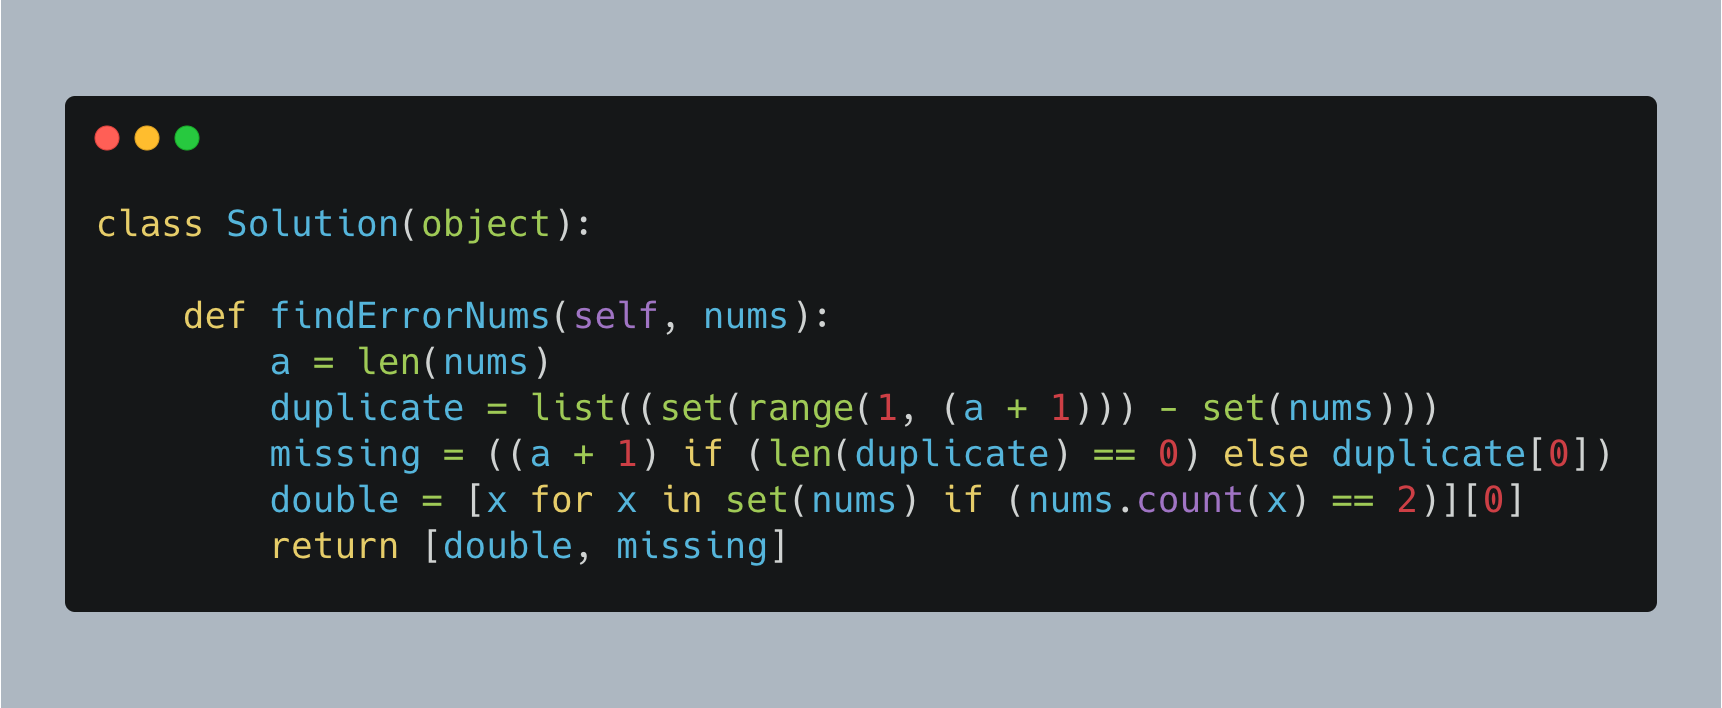 class Solution(object):
    def findErrorNums(self, nums):
        a = len(nums)
        duplicate = list((set(range(1, (a + 1))) - set(nums)))
        missing = ((a + 1) if (len(duplicate) == 0) else duplicate[0])
        double = [x for x in set(nums) if (nums.count(x) == 2)][0]
        return [double, missing]